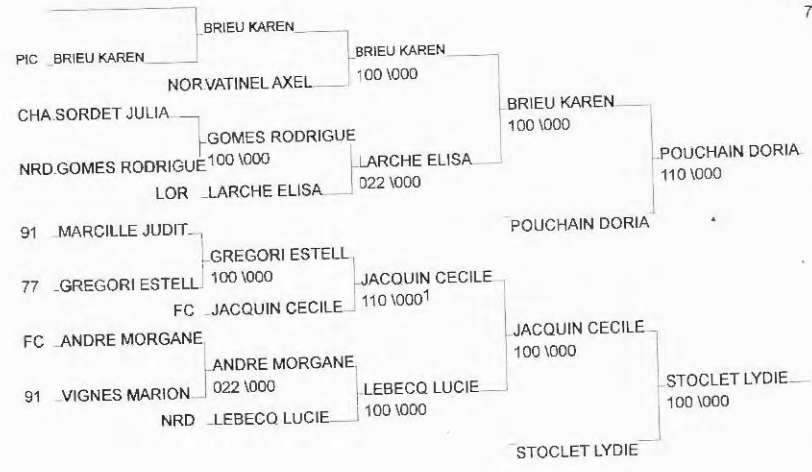 7
BRIEU KAREN
PIC BRIEU KAREN
BRIEU KAREN
100 \000
NOR VATINEL AXEL
BRIEU KAREN
100 \000
CHA SORDET JULIA
GOMES RODRIGUE
100 \000
NRD GOMES RODRIGUE
LARCHE ELISA
022 \000
LOR LARCHE ELISA
POUCHAIN DORIA
110 \000
POUCHAIN DORIA
91 MARCILLE JUDIT
GREGORI ESTELL
100 \000
77 GREGORI ESTELL
JACQUIN CECILE
110 \000¹
FC JACQUIN CECILE
JACQUIN CECILE
100 \000
FC ANDRE MORGANE
ANDRE MORGANE
022 \000
91 VIGNES MARION
LEBECQ LUCIE
100 \000
NRD LEBECQ LUCIE
STOCLET LYDIE
100 \000
STOCLET LYDIE